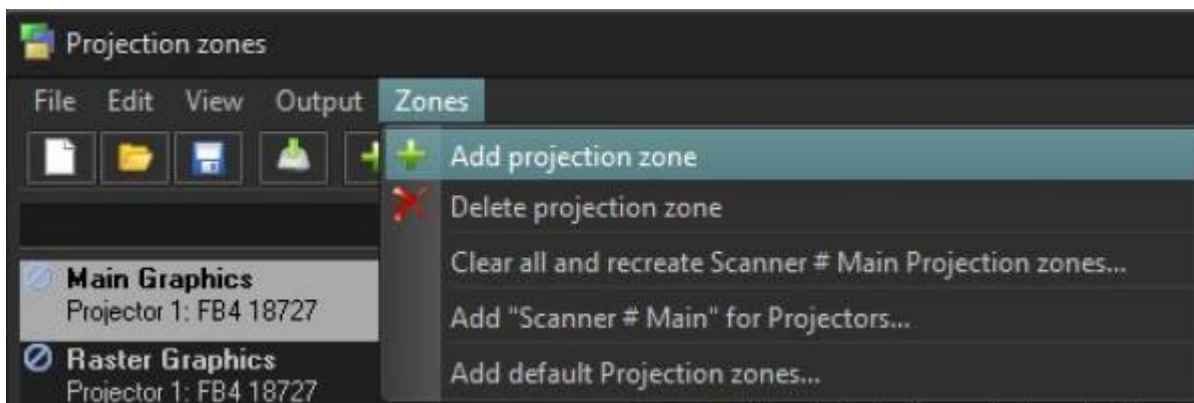 Projection zones
File Edit View Output Zones
Add projection zone
Delete projection zone
Clear all and recreate Scanner # Main Projection zones...
Add "Scanner # Main" for Projectors...
Add default Projection zones...
Main Graphics
Projector 1: FB4 18727
Raster Graphics
Projector 1: FB4 18727